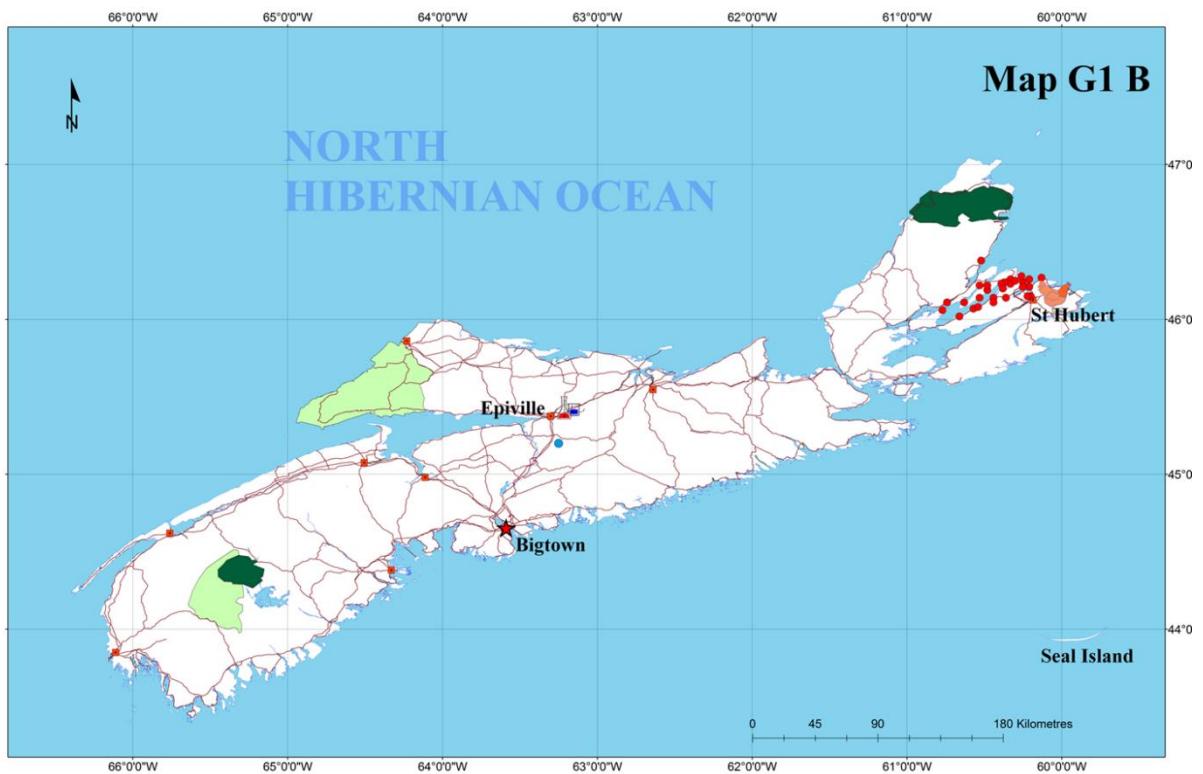 66°0'0"W 65°0'0"W 64°0'0"W 63°0'0"W 62°0'0"W 61°0'0"W 60°0'0"W
Map G1 B
N
NORTH
HIBERNIAN OCEAN
47°0
46°0
St Hubert
Epiville
45°0
Bigtown
44°0
Seal Island
0 45 90 180 Kilometres
66°0'0"W 65°0'0"W 64°0'0"W 63°0'0"W 62°0'0"W 61°0'0"W 60°0'0"W